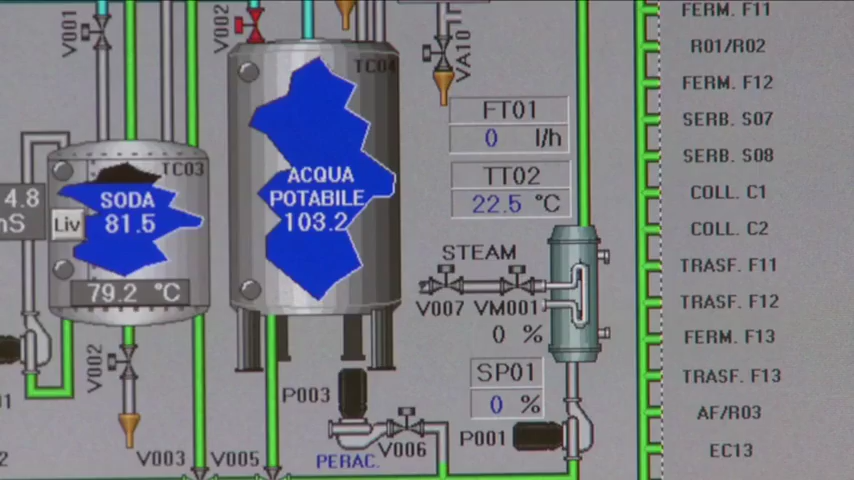 V001
V002
VA10
TC03
TC04
SODA
81.5
ACQUA
POTABILE
103.2
4.8
Liv
79.2 °C
FT01
0 l/h
TT02
22.5 °C
STEAM
V007 VM001
0 %
SP01
0 %
V002
P003
P001
V006
PERAC.
V003 V005
FERM. F11
R01/R02
FERM. F12
SERB. S07
SERB. S08
COLL. C1
COLL. C2
TRASF. F11
TRASF. F12
FERM. F13
TRASF. F13
AF/R03
EC13